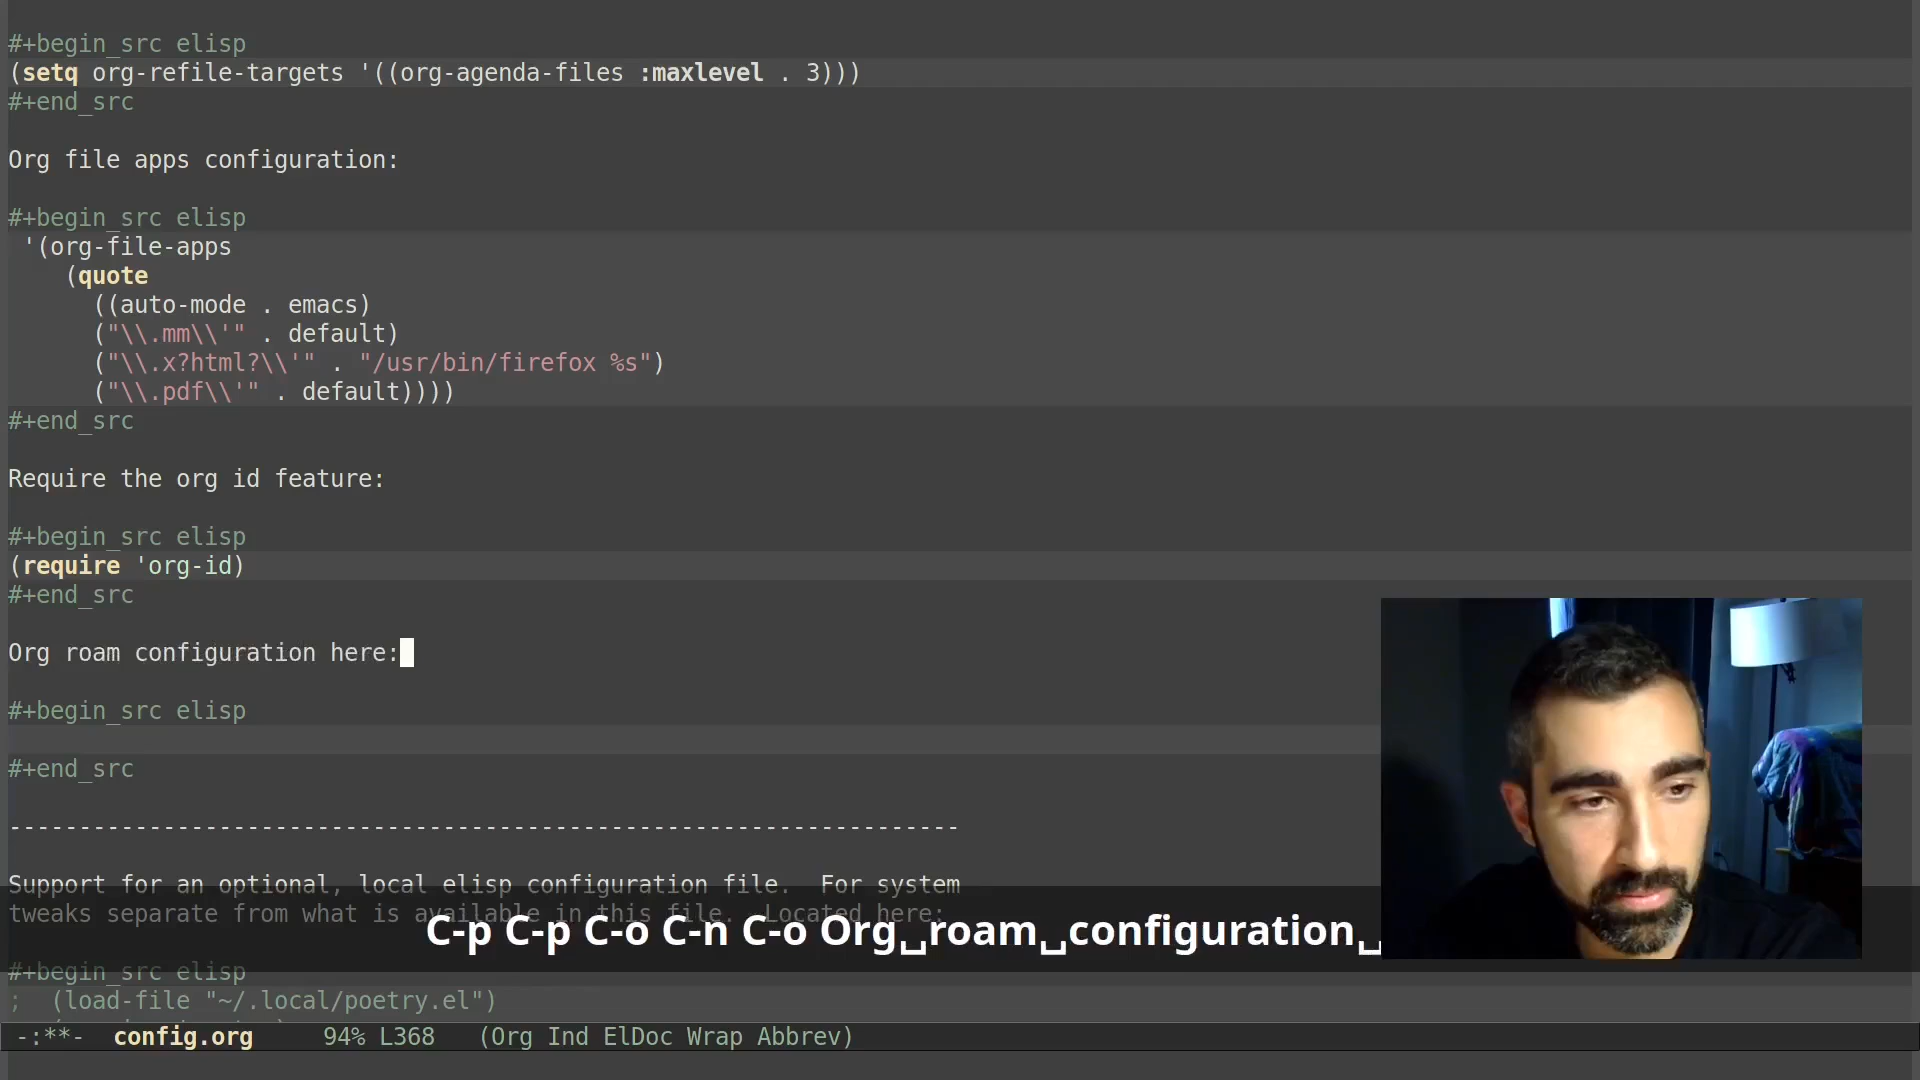 #+begin_src elisp
(setq org-refile-targets '((org-agenda-files :maxlevel . 3)))
#+end_src
Org file apps configuration:
#+begin_src elisp
'(org-file-apps
(quote
((auto-mode . emacs)
("\\.mm\\'" . default)
("\\.x?html?\\'" . "/usr/bin/firefox %s")
("\\.pdf\\'" . default))))
#+end_src
Require the org id feature:
#+begin_src elisp
(require 'org-id)
#+end_src
Org roam configuration here:
#+begin_src elisp
#+end_src
--------------------------------------------------------------------
Support for an optional, local elisp configuration file.  For system
tweaks separate from what is available in this file.  Located here:
C-p C-p C-o C-n C-o Org␣roam␣configuration␣
#+begin_src elisp
;  (load-file "~/.local/poetry.el")
-:**-  config.org     94% L368   (Org Ind ElDoc Wrap Abbrev)